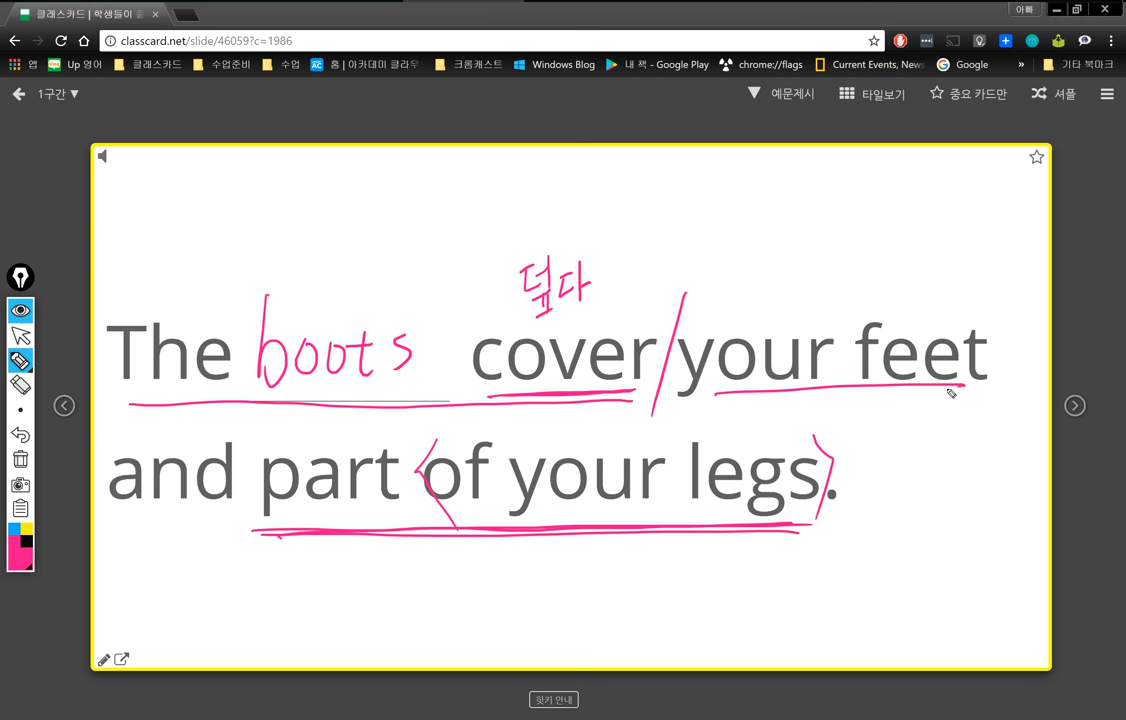 클래스카드 | 학생들이
아빠
classcard.net/slide/46059?c=1986
앱 Up 영어 클래스카드 수업준비 수업 홈 | 아카데미 클라우 크롬캐스트 Windows Blog 내 책 - Google Play chrome://flags Current Events, News Google » 기타 북마크
1구간 ▼ ▼ 예문제시 타일보기 중요 카드만 셔플
덮다
The boots cover / your feet
and part (of your legs).
핫키 안내